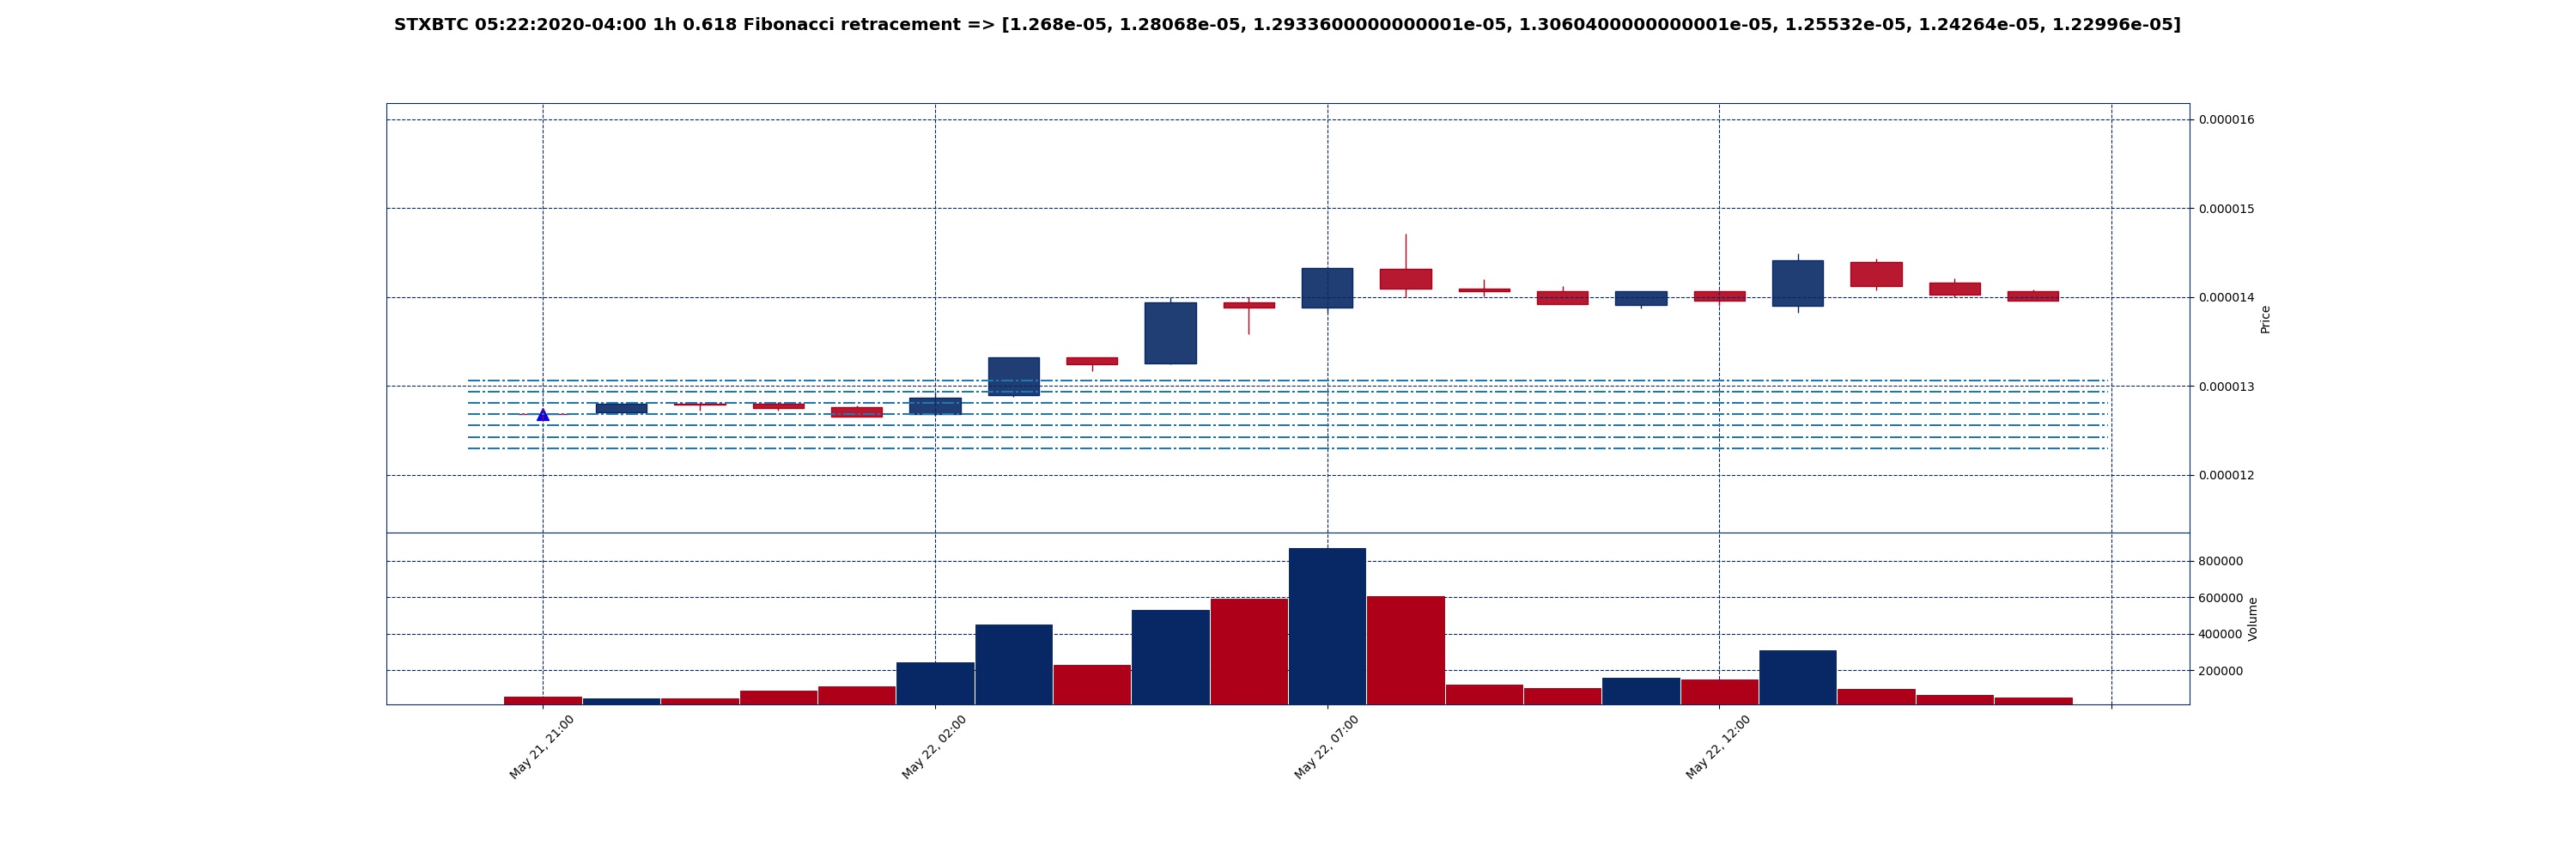 STXBTC 05:22:2020-04:00 1h 0.618 Fibonacci retracement => [1.268e-05, 1.28068e-05, 1.2933600000000001e-05, 1.3060400000000001e-05, 1.25532e-05, 1.24264e-05, 1.22996e-05]
0.000016
0.000015
0.000014
Price
0.000013
0.000012
800000
600000
Volume
400000
200000
May 21, 21:00
May 22, 02:00
May 22, 07:00
May 22, 12:00